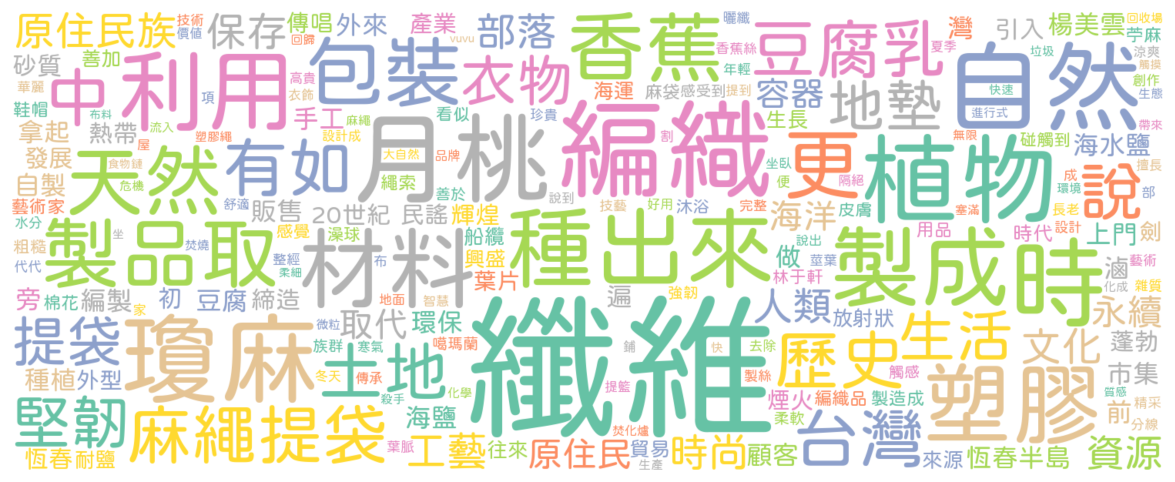 原住民族
技術
價值
保存
傳唱
外來
產業
vuvu
部落
香蕉
曬纖
豆腐乳
夏季
灣
引入
楊美雲
回收場
苧麻
砂質
善加
回歸
包裝
衣物
海運
香蕉絲
年輕
自然
垃圾
涼爽
觸摸
華麗
中
利用
高貴
衣飾
麻袋
感受到
提到
容器
地墊
快速
創作
生態
鞋帽
布料
項
手工
麻繩
看似
珍貴
生長
進行式
帶來
拿起
熱帶
流入
塑膠繩
設計成
月桃
編織
割
更
植物
碰觸到
無限
海水鹽
發展
天然
屋
有如
大自然
品牌
坐臥
隔絕
說
成
擅長
自製
食物鏈
危機
繩索
說到
便
環境
部
藝術家
舒適
販售
20世紀
民謠
善於
輝煌
技藝
好用
沐浴
完整
海洋
皮膚
塞滿
長老
水分
粗糙
製品
取
坐
感覺
澡球
材料
船纜
種出來
說出
用品
時代
設計
上門
劍
代代
焚燒
整經
柔細
布
興盛
做
莖葉
林于軒
製成
時
滷
藝術
旁
棉花
編製
初
豆腐
締造
地面
智慧
葉片
遍
強韌
人類
放射狀
化成
雜質
永續
提袋
家
瓊麻
微粒
取代
環保
纖維
鋪
快
去除
歷史
生活
文化
蓬勃
種植
外型
族群
寒氣
噶瑪蘭
土地
冬天
傳承
化學
提籃
製絲
觸感
市集
質感
堅韌
麻繩提袋
殺手
海鹽
煙火
編織品
製造成
柔軟
塑膠
前
精采
分線
恆春
耐鹽
葉脈
工藝
往來
原住民
焚化爐
貿易
生產
時尚
顧客
台灣
來源
恆春半島
資源